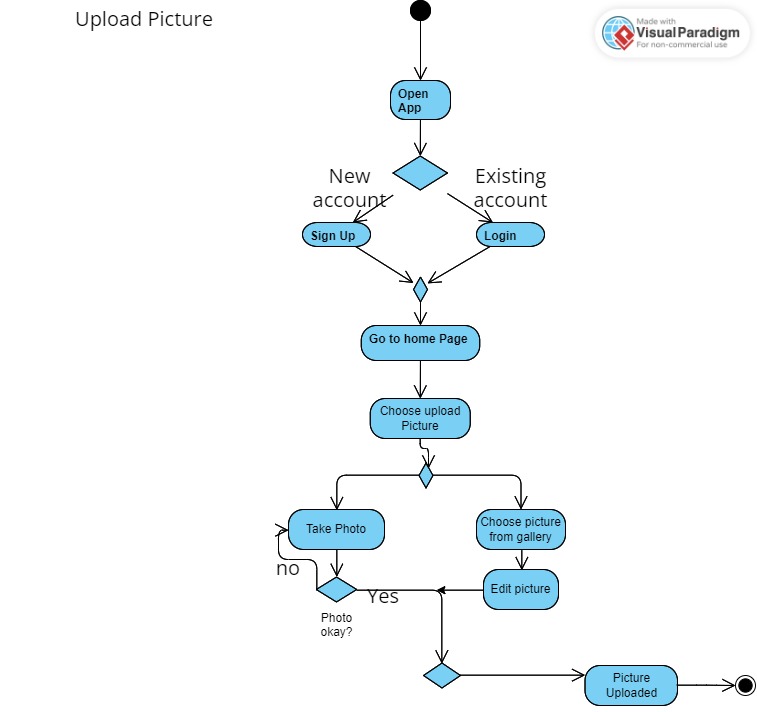 Upload Picture
Made with
VisualParadigm
For non-commercial use
Open
App
New
account
Existing
account
Sign Up
Login
Go to home Page
Choose upload
Picture
Take Photo
Choose picture
from gallery
no
Yes
Edit picture
Photo
okay?
Picture
Uploaded